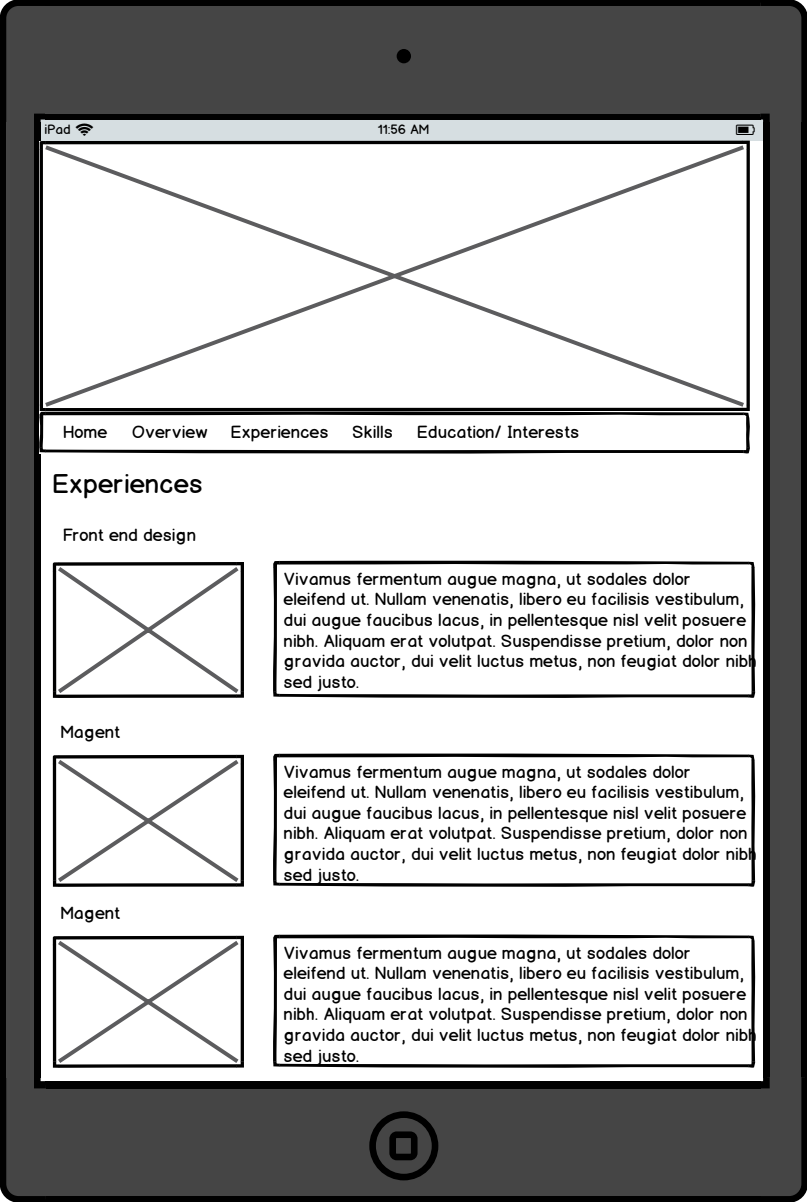 iPad 11:56 AM
Home Overview Experiences Skills Education/ Interests
Experiences
Front end design
Vivamus fermentum augue magna, ut sodales dolor
eleifend ut. Nullam venenatis, libero eu facilisis vestibulum,
dui augue faucibus lacus, in pellentesque nisl velit posuere
nibh. Aliquam erat volutpat. Suspendisse pretium, dolor non
gravida auctor, dui velit luctus metus, non feugiat dolor nibh
sed justo.
Magent
Vivamus fermentum augue magna, ut sodales dolor
eleifend ut. Nullam venenatis, libero eu facilisis vestibulum,
dui augue faucibus lacus, in pellentesque nisl velit posuere
nibh. Aliquam erat volutpat. Suspendisse pretium, dolor non
gravida auctor, dui velit luctus metus, non feugiat dolor nibh
sed justo.
Magent
Vivamus fermentum augue magna, ut sodales dolor
eleifend ut. Nullam venenatis, libero eu facilisis vestibulum,
dui augue faucibus lacus, in pellentesque nisl velit posuere
nibh. Aliquam erat volutpat. Suspendisse pretium, dolor non
gravida auctor, dui velit luctus metus, non feugiat dolor nibh
sed justo.